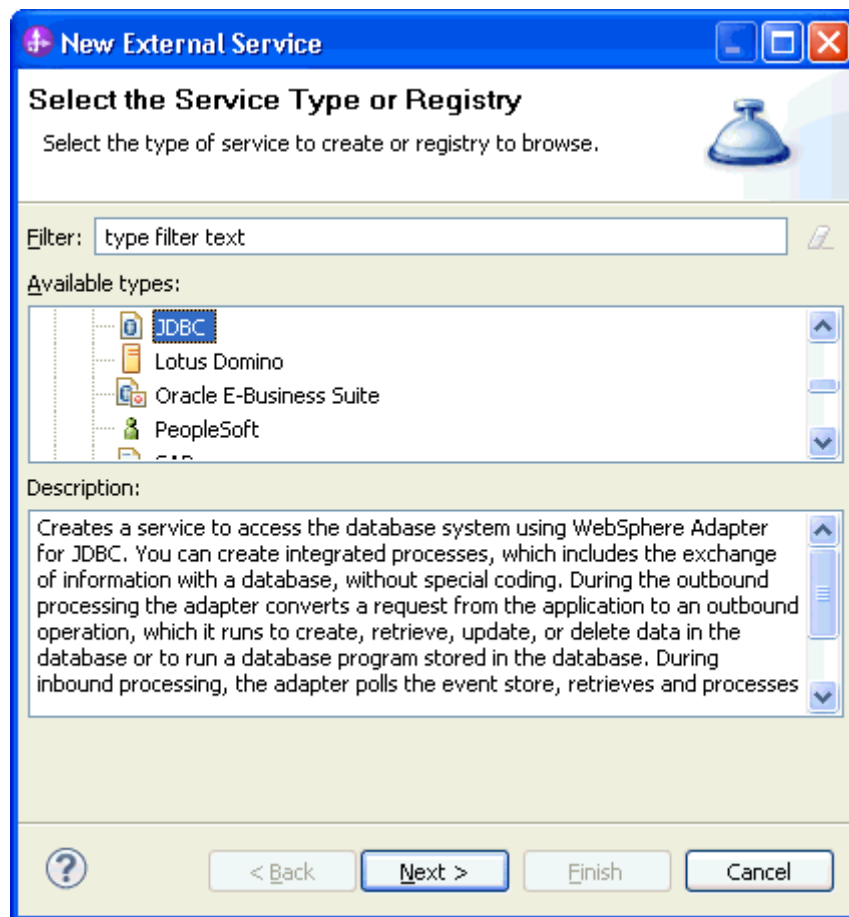 New External Service
Select the Service Type or Registry
Select the type of service to create or registry to browse.
Filter: type filter text
Available types:
JDBC
Lotus Domino
Oracle E-Business Suite
PeopleSoft
Description:
Creates a service to access the database system using WebSphere Adapter
for JDBC. You can create integrated processes, which includes the exchange
of information with a database, without special coding. During the outbound
processing the adapter converts a request from the application to an outbound
operation, which it runs to create, retrieve, update, or delete data in the
database or to run a database program stored in the database. During
inbound processing, the adapter polls the event store, retrieves and processes
< Back Next > Finish Cancel